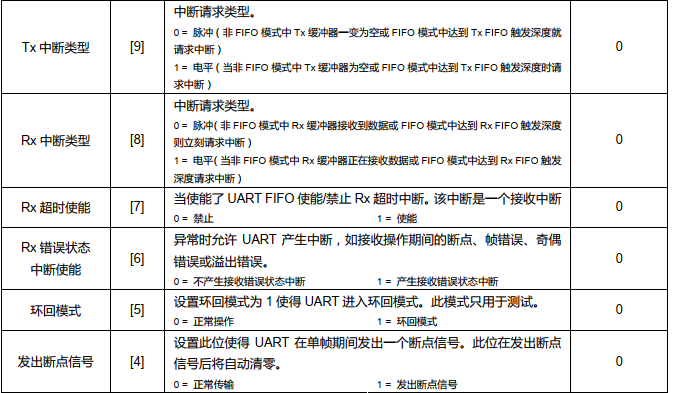 Tx 中断类型
[9]
中断请求类型。
0 = 脉冲（非 FIFO 模式中 Tx 缓冲器一变为空或 FIFO 模式中达到 Tx FIFO 触发深度就
请求中断）
1 = 电平（当非 FIFO 模式中 Tx 缓冲器为空或 FIFO 模式中达到 Tx FIFO 触发深度时请
求中断）
0
Rx 中断类型
[8]
中断请求类型。
0 = 脉冲（非 FIFO 模式中 Rx 缓冲器接收到数据或 FIFO 模式中达到 Rx FIFO 触发深度
则立刻请求中断）
1 = 电平（当非 FIFO 模式中 Rx 缓冲器正在接收数据或 FIFO 模式中达到 Rx FIFO 触发
深度请求中断）
0
Rx 超时使能
[7]
当使能了 UART FIFO 使能/禁止 Rx 超时中断。该中断是一个接收中断
0 = 禁止 1 = 使能
0
Rx 错误状态
中断使能
[6]
异常时允许 UART 产生中断，如接收操作期间的断点、帧错误、奇偶
错误或溢出错误。
0 = 不产生接收错误状态中断 1 = 产生接收错误状态中断
0
环回模式
[5]
设置环回模式为 1 使得 UART 进入环回模式。此模式只用于测试。
0 = 正常操作 1 = 环回模式
0
发出断点信号
[4]
设置此位使得 UART 在单帧期间发出一个断点信号。此位在发出断点
信号后将自动清零。
0 = 正常传输 1 = 发出断点信号
0